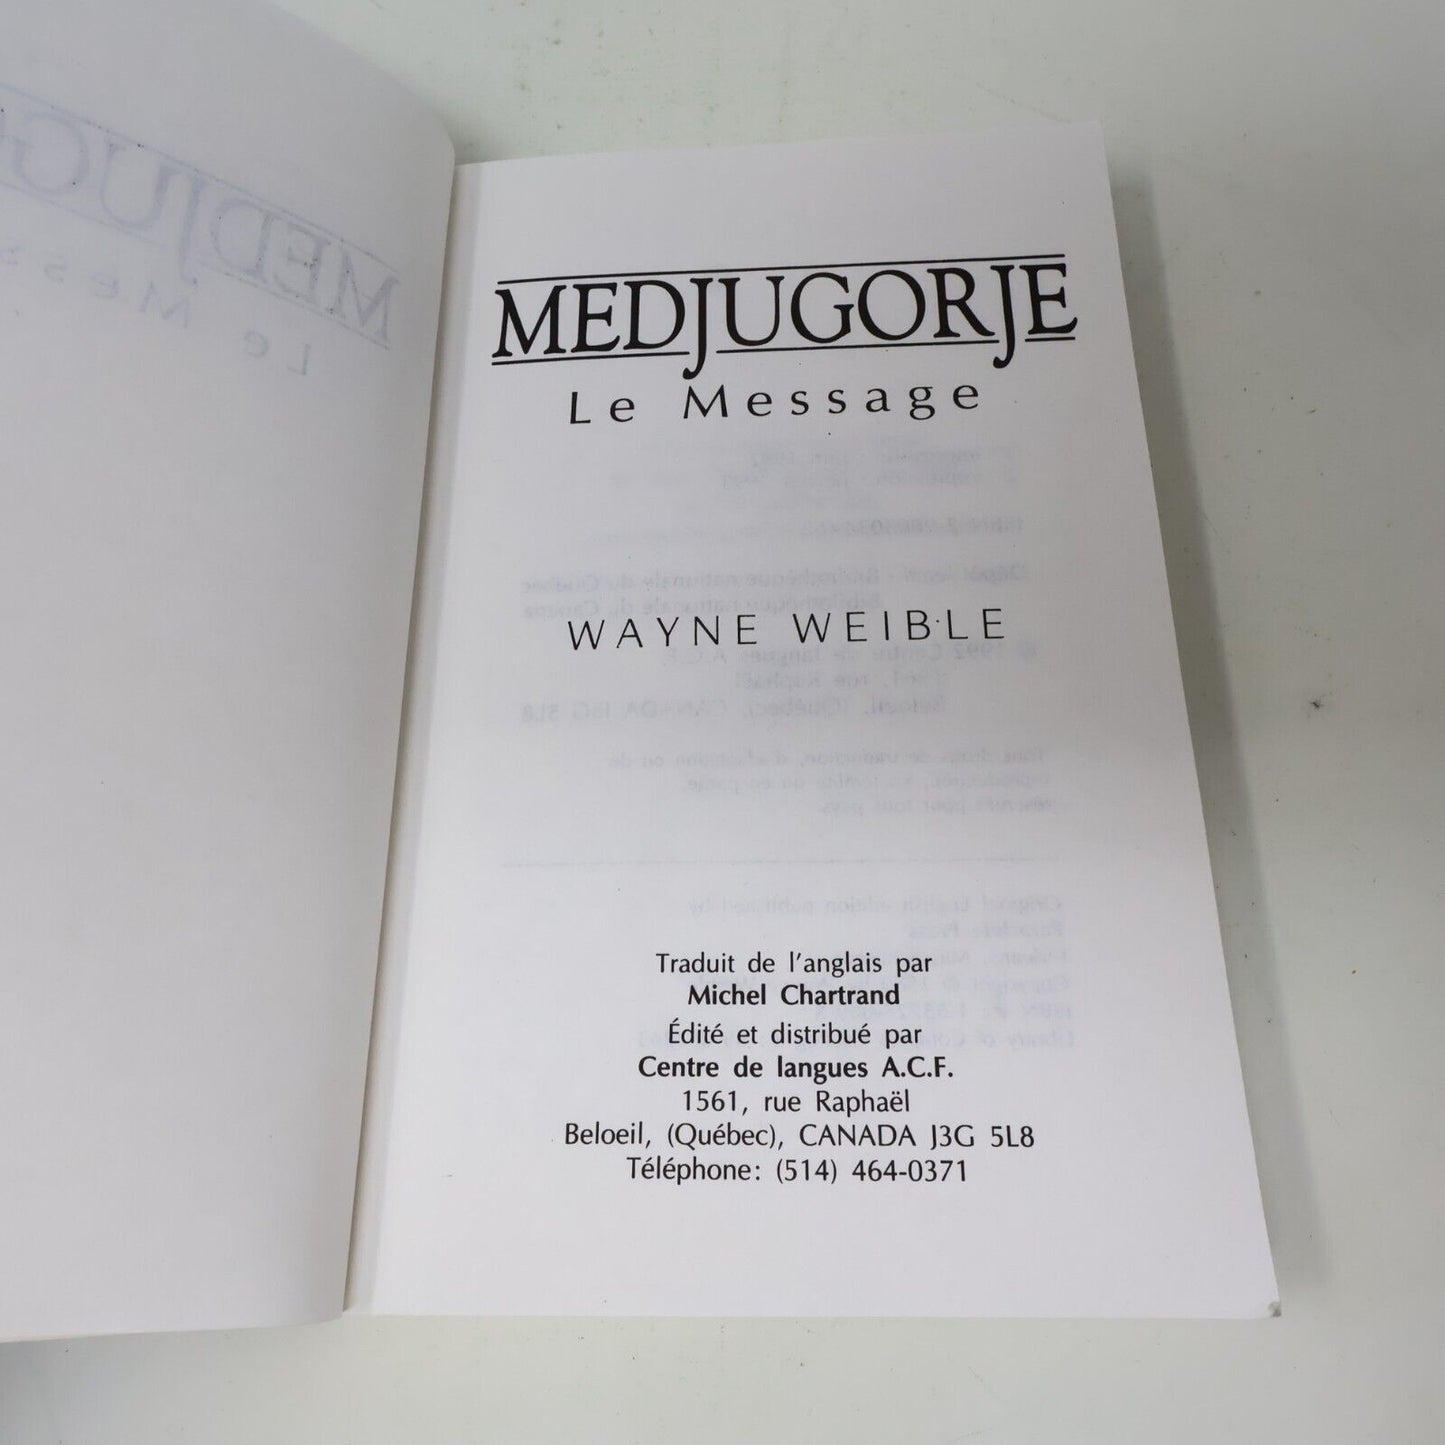 MEDJUGORJE
Le Message
WAYNE WEIBLE
Traduit de l'anglais par
Michel Chartrand
Édité et distribué par
Centre de langues A.C.F.
1561, rue Raphaël
Beloeil, (Québec), CANADA J3G 5L8
Téléphone: (514) 464-0371